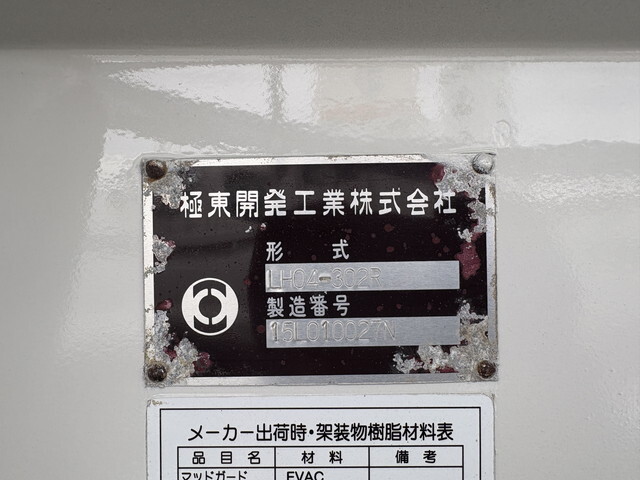 極東開発工業株式会社
形 式
LH04-302R
製造番号
15L010027N
メーカー出荷時・架装物樹脂材料表
品目名 材料 備考
マッドガード EVAC